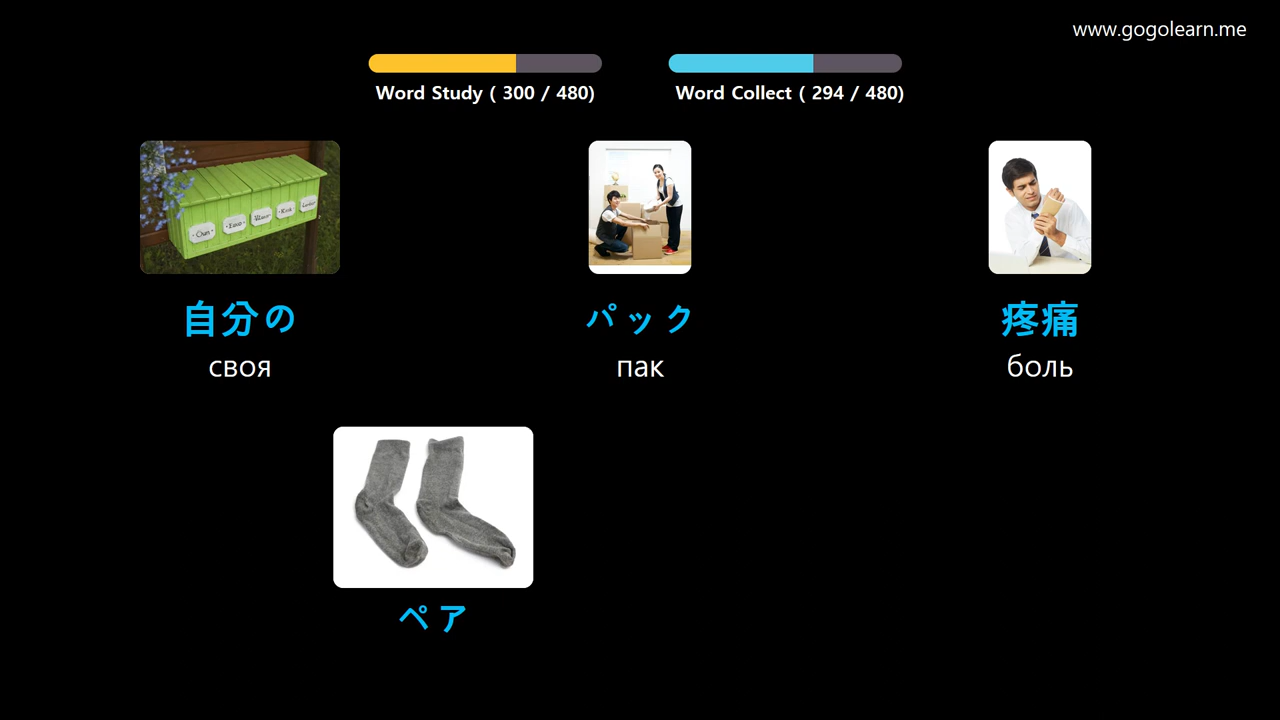 www.gogolearn.me
Word Study ( 300 / 480)
Word Collect ( 294 / 480)
自分の
パック
疼痛
своя
пак
боль
ペア